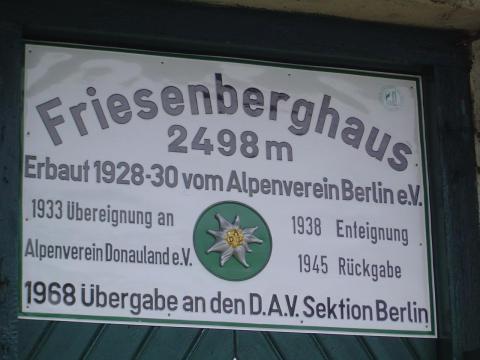 Friesenberghaus
2498 m
Erbaut 1928-30 vom Alpenverein Berlin e.V.
1933 Übereignung an
Alpenverein Donauland e.V.
1938 Enteignung
1945 Rückgabe
1968 Übergabe an den D.A.V. Sektion Berlin